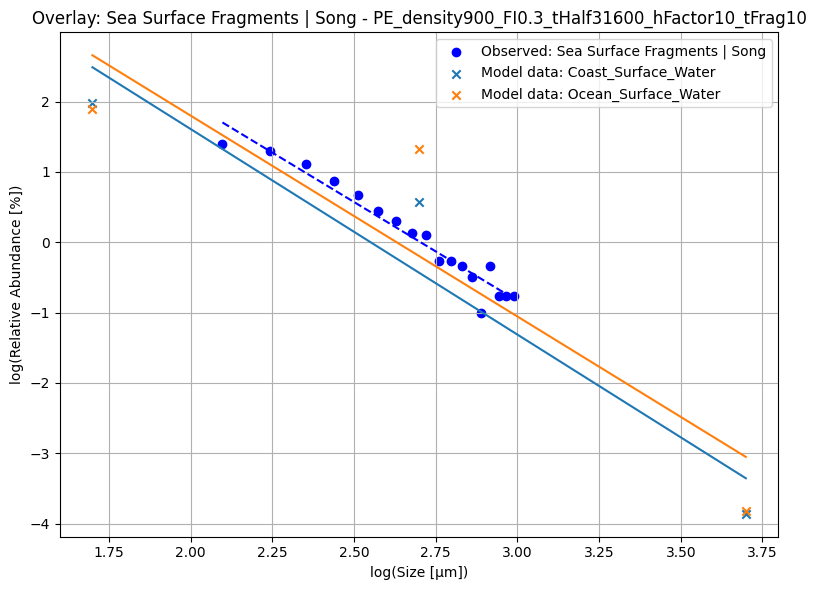 Overlay: Sea Surface Fragments | Song - PE_density900_FI0.3_tHalf31600_hFactor10_tFrag10
Observed: Sea Surface Fragments | Song
Model data: Coast_Surface_Water
Model data: Ocean_Surface_Water
log(Relative Abundance [%])
2
1
0
−1
−2
−3
−4
1.75 2.00 2.25 2.50 2.75 3.00 3.25 3.50 3.75
log(Size [μm])